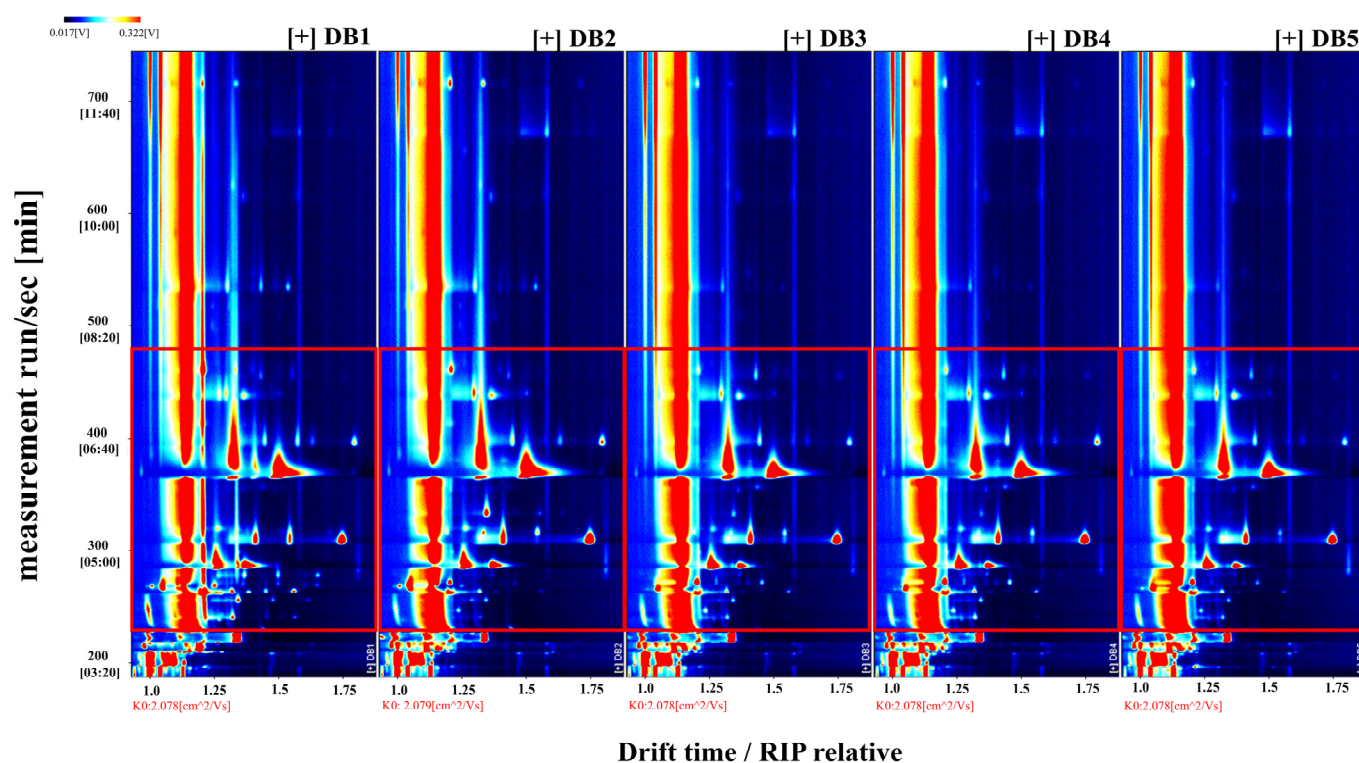 0.017[V] 0.322[V]
[+] DB1 [+] DB2 [+] DB3 [+] DB4 [+] DB5
measurement run/sec [min]
700
[11:40]
600
[10:00]
500
[08:20]
400
[06:40]
300
[05:00]
200
[03:20]
[+] DB1 [+] DB2 [+] DB3 [+] DB4
1.0 1.25 1.5 1.75 1.0 1.25 1.5 1.75 1.0 1.25 1.5 1.75 1.0 1.25 1.5 1.75 1.0 1.25 1.5 1.75
K0:2.078[cm^2/Vs] K0: 2.079[cm^2/Vs] K0:2.078[cm^2/Vs] K0:2.078[cm^2/Vs] K0:2.078[cm^2/Vs]
Drift time / RIP relative